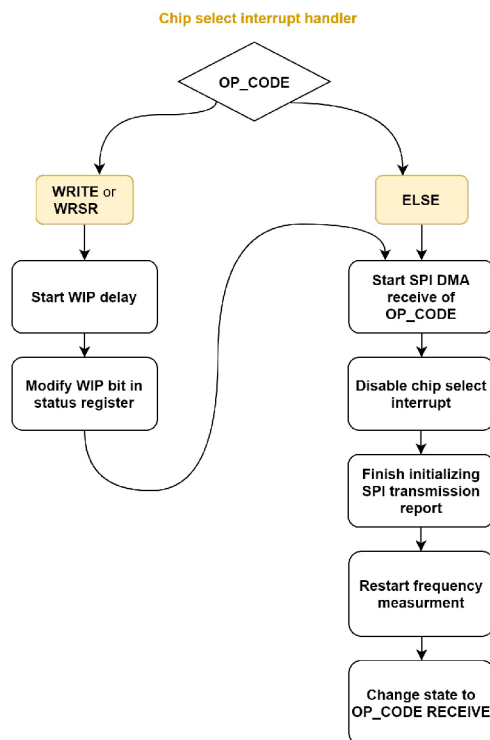 Chip select interrupt handler
OP_CODE
WRITE or
WRSR
ELSE
Start WIP delay
Start SPI DMA
receive of
OP_CODE
Modify WIP bit in
status register
Disable chip select
interrupt
Finish initializing
SPI transmission
report
Restart frequency
measurment
Change state to
OP_CODE RECEIVE